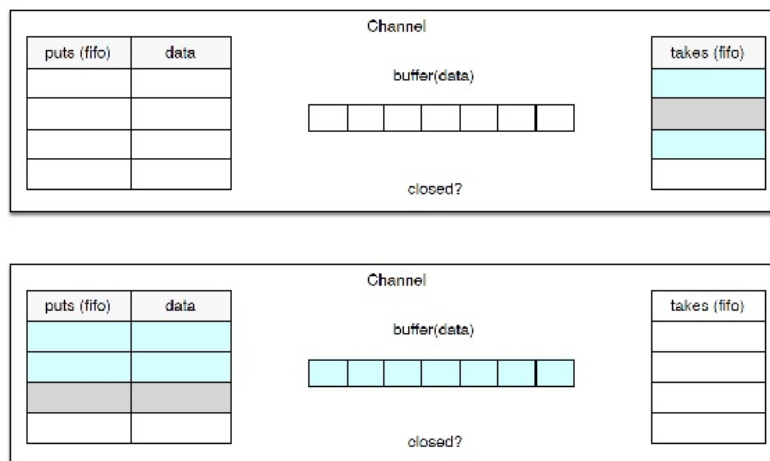 Channel
puts (fifo) data takes (fifo)
buffer(data)
closed?
Channel
puts (fifo) data takes (fifo)
buffer(data)
closed?